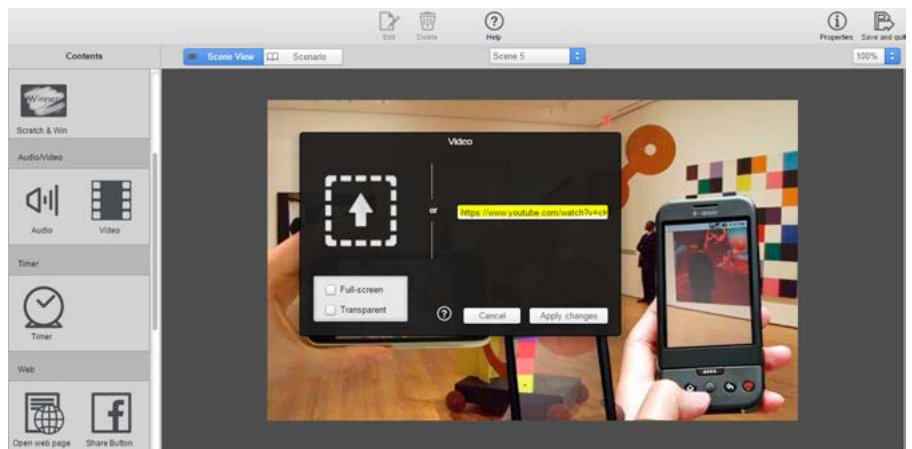 Edit Delete Help Properties Save and quit
Contents Scene View Scenario Scene 5 100%
Winner
Scratch & Win
Audio/Video
Audio Video
Timer
Timer
Web
Open web page Share Button
Video
or
https://www.youtube.com/watch?v=
Full-screen
Transparent
Cancel Apply changes